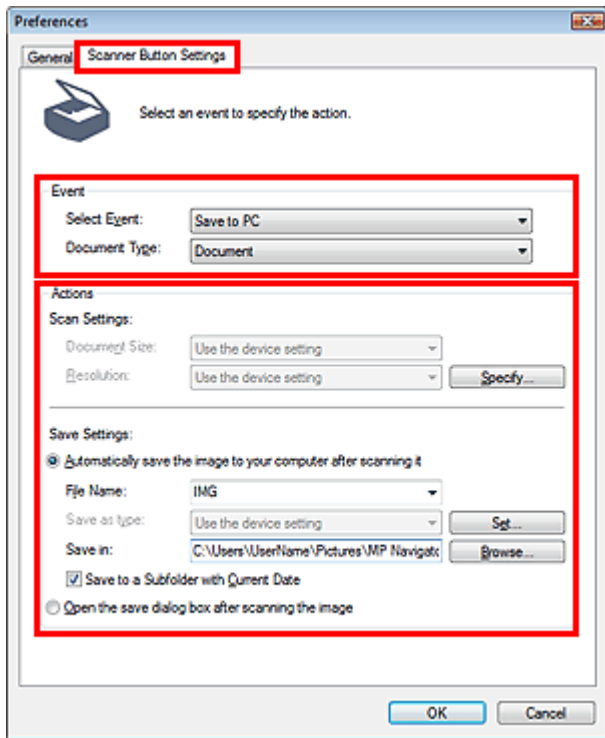 Preferences
General Scanner Button Settings
Select an event to specify the action.
Event
Select Event: Save to PC
Document Type: Document
Actions
Scan Settings:
Document Size: Use the device setting
Resolution: Use the device setting Specify...
Save Settings:
Automatically save the image to your computer after scanning it
File Name: IMG
Save as type: Use the device setting Set...
Save in: C:\Users\UserName\Pictures\MP Navigato Browse...
Save to a Subfolder with Current Date
Open the save dialog box after scanning the image
OK Cancel